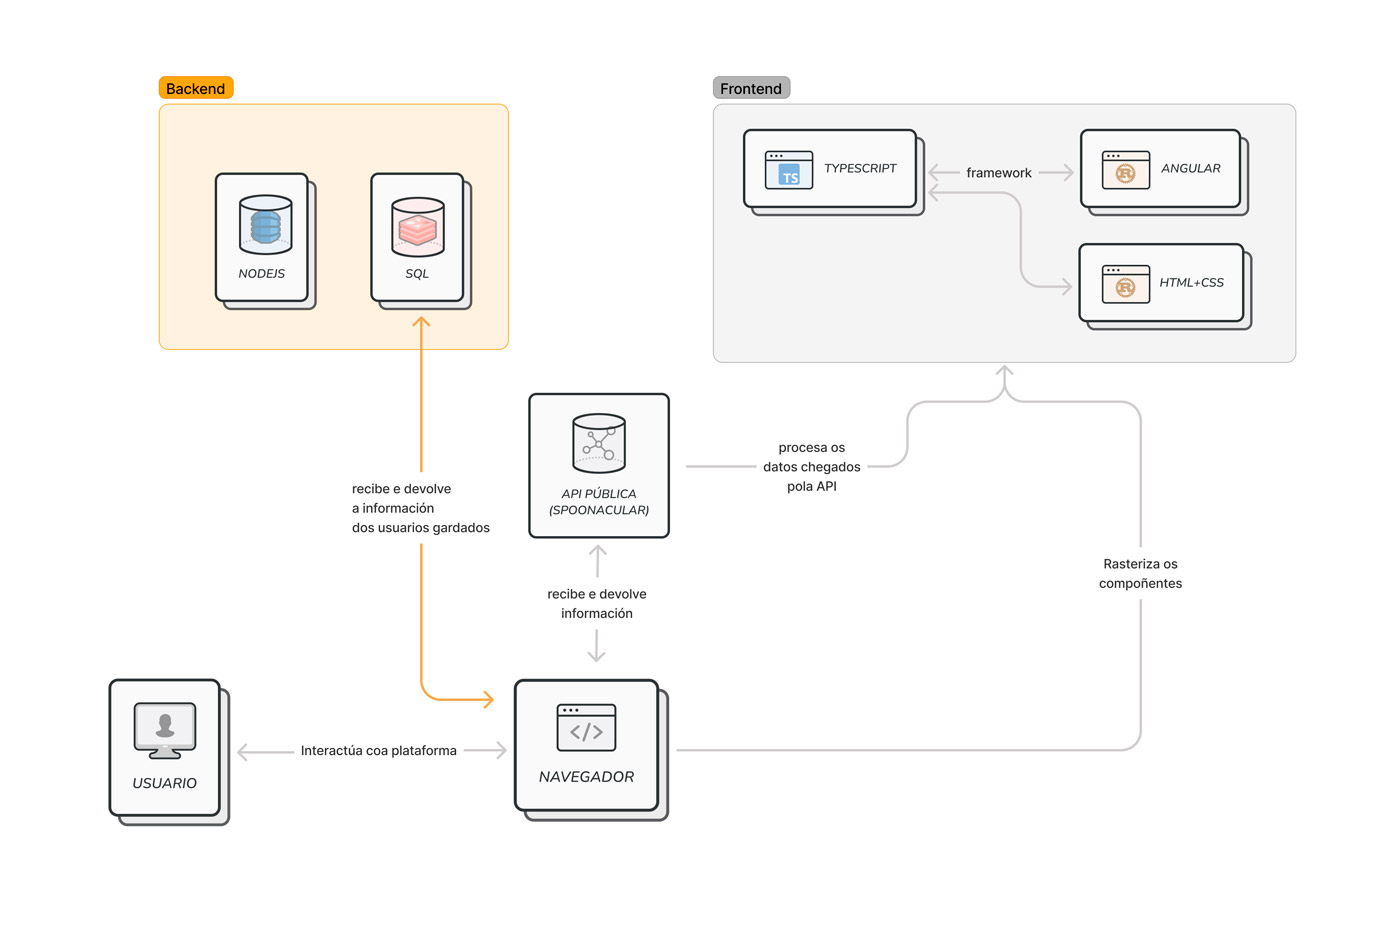 Backend
Frontend
TYPESCRIPT
TS
framework
ANGULAR
R
NODEJS
SQL
HTML+CSS
R
API PÚBLICA
(SPOONACULAR)
procesa os
datos chegados
pola API
recibe e devolve
a información
dos usuarios gardados
recibe e devolve
información
Rasteriza os
compoñentes
USUARIO
Interactúa coa plataforma
</>
NAVEGADOR